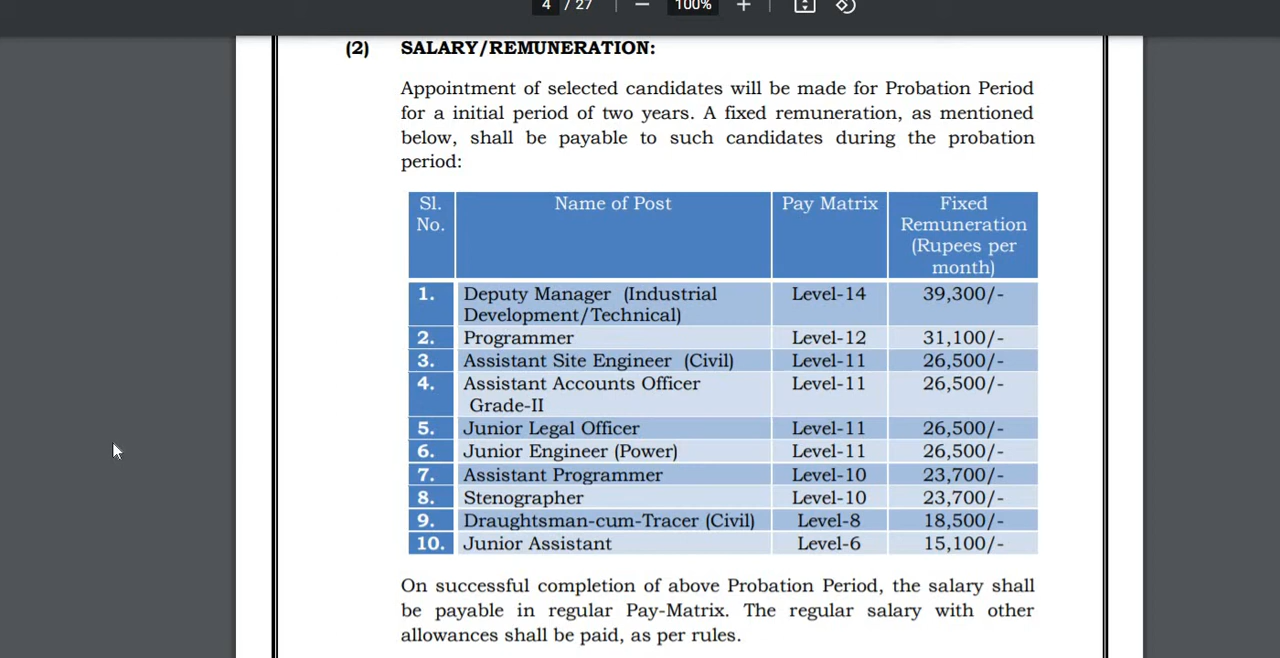 4 / 27 — 100% +
(2) SALARY/REMUNERATION:
Appointment of selected candidates will be made for Probation Period
for a initial period of two years. A fixed remuneration, as mentioned
below, shall be payable to such candidates during the probation
period:
Sl. No. Name of Post Pay Matrix Fixed Remuneration (Rupees per month)
1. Deputy Manager (Industrial Development/Technical) Level-14 39,300/-
2. Programmer Level-12 31,100/-
3. Assistant Site Engineer (Civil) Level-11 26,500/-
4. Assistant Accounts Officer Grade-II Level-11 26,500/-
5. Junior Legal Officer Level-11 26,500/-
6. Junior Engineer (Power) Level-11 26,500/-
7. Assistant Programmer Level-10 23,700/-
8. Stenographer Level-10 23,700/-
9. Draughtsman-cum-Tracer (Civil) Level-8 18,500/-
10. Junior Assistant Level-6 15,100/-
On successful completion of above Probation Period, the salary shall
be payable in regular Pay-Matrix. The regular salary with other
allowances shall be paid, as per rules.